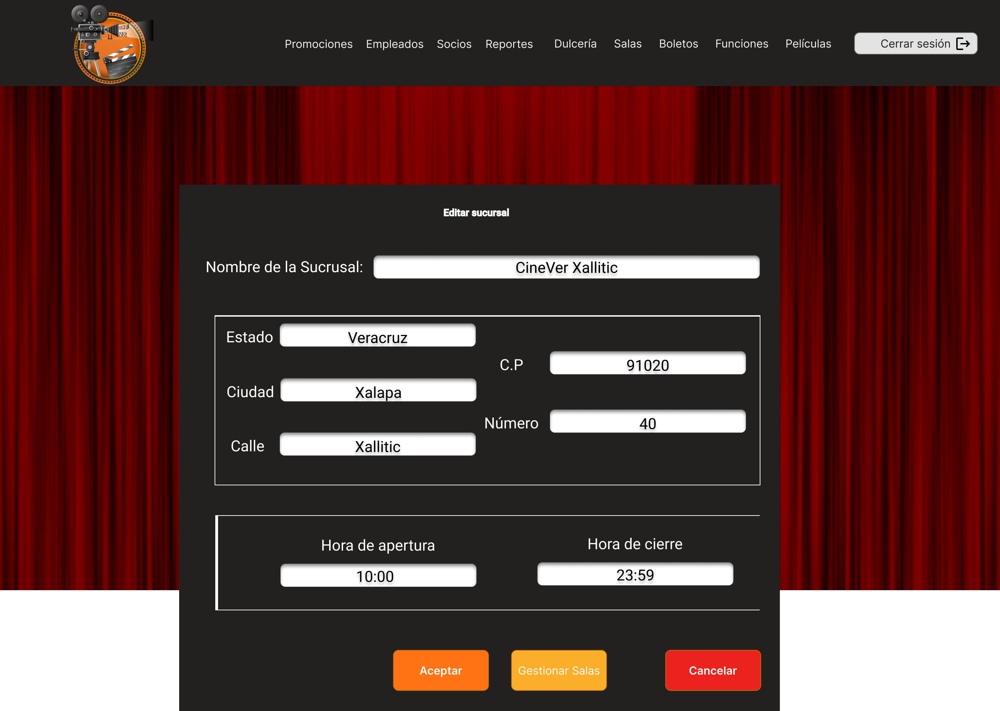 CINE
VER
Promociones Empleados Socios Reportes Dulcería Salas Boletos Funciones Películas Cerrar sesión
Editar sucursal
Nombre de la Sucrusal: CineVer Xallitic
Estado Veracruz
C.P 91020
Ciudad Xalapa
Número 40
Calle Xallitic
Hora de apertura Hora de cierre
10:00 23:59
Aceptar Gestionar Salas Cancelar